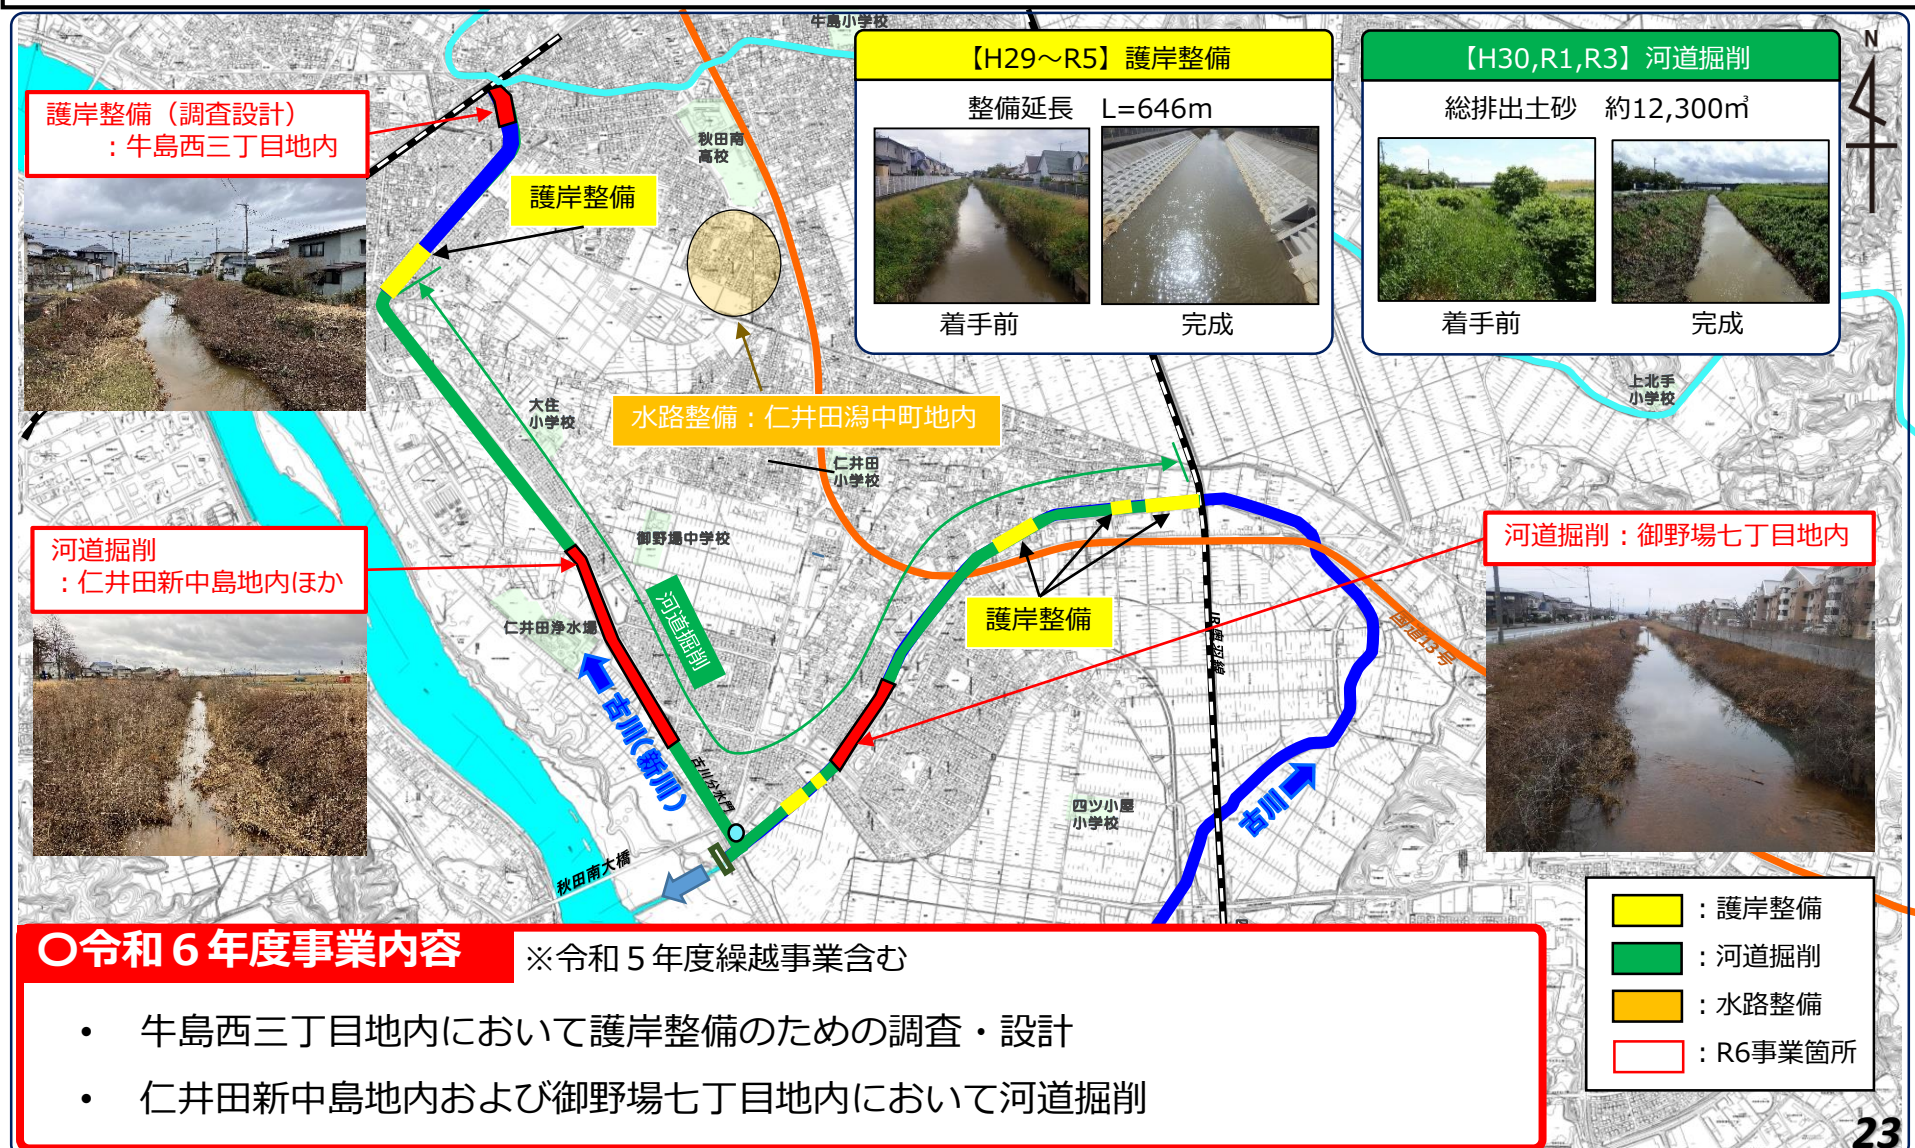 牛島小学校
【H29～R5】護岸整備
整備延長　L=646m
着手前
完成
【H30,R1,R3】河道掘削
総排出土砂　約12,300㎥
着手前
完成
N
護岸整備（調査設計）
：牛島西三丁目地内
秋田南
高校
護岸整備
大住
小学校
水路整備：仁井田潟中町地内
仁井田
小学校
上北手
小学校
御野場中学校
河道掘削
：仁井田新中島地内ほか
仁井田浄水場
河道掘削
護岸整備
河道掘削：御野場七丁目地内
JR奥羽線
国道13号
古川(新川)
古川分水門
古川
四ツ小屋
小学校
秋田南大橋
〇令和６年度事業内容
※令和５年度繰越事業含む
・　牛島西三丁目地内において護岸整備のための調査・設計
・　仁井田新中島地内および御野場七丁目地内において河道掘削
：護岸整備
：河道掘削
：水路整備
：R6事業箇所
23